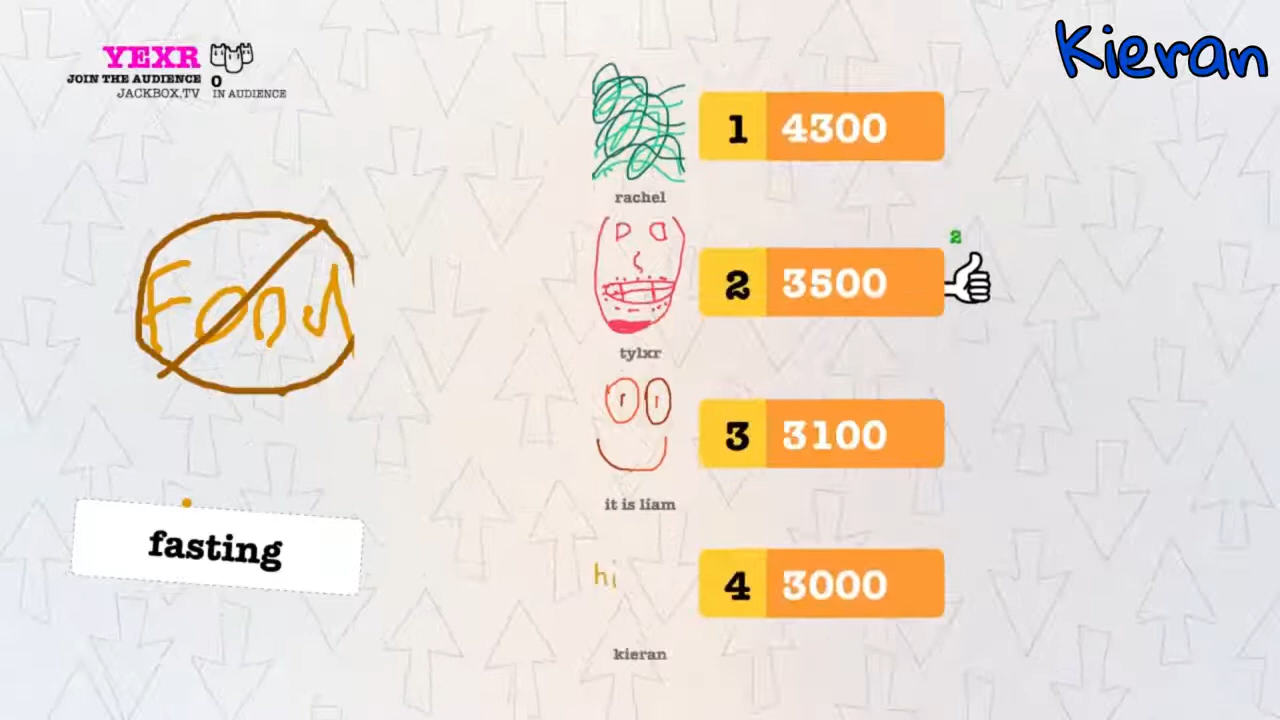 YEXR
JOIN THE AUDIENCE
JACKBOX.TV
0
IN AUDIENCE
Kieran
1 4300
rachel
Food
2
2 3500
tylxr
3 3100
it is liam
fasting
hi
4 3000
kieran